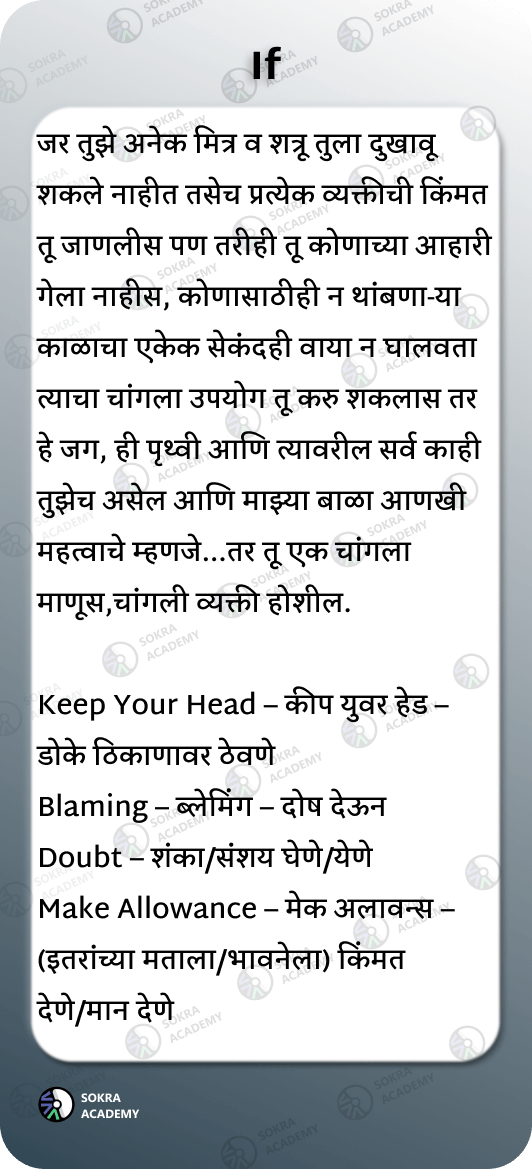 If
जर तुझे अनेक मित्र व शत्रू तुला दुखावू
शकले नाहीत तसेच प्रत्येक व्यक्तीची किंमत
तू जाणलीस पण तरीही तू कोणाच्या आहारी
गेला नाहीस, कोणासाठीही न थांबणा-या
काळाचा एकेक सेकंदही वाया न घालवता
त्याचा चांगला उपयोग तू करु शकलास तर
हे जग, ही पृथ्वी आणि त्यावरील सर्व काही
तुझेच असेल आणि माझ्या बाळा आणखी
महत्वाचे म्हणजे...तर तू एक चांगला
माणूस,चांगली व्यक्ती होशील.
Keep Your Head – कीप युवर हेड –
डोके ठिकाणावर ठेवणे
Blaming – ब्लेमिंग – दोष देऊन
Doubt – शंका/संशय घेणे/येणे
Make Allowance – मेक अलावन्स –
(इतरांच्या मताला/भावनेला) किंमत
देणे/मान देणे
SOKRA
ACADEMY